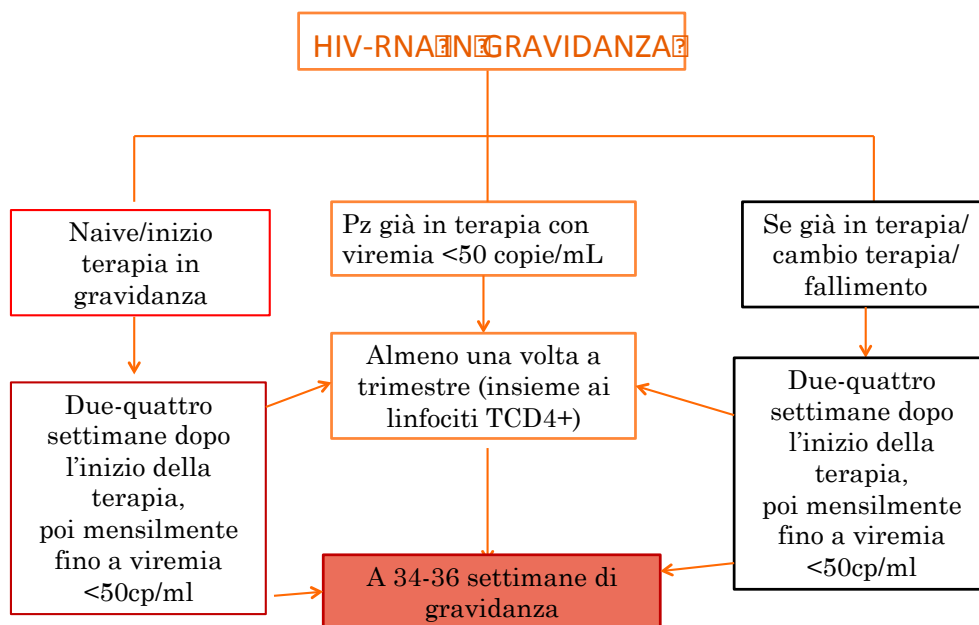 HIV-RNA IN GRAVIDANZA
Naive/inizio
terapia in
gravidanza
Pz già in terapia con
viremia <50 copie/mL
Se già in terapia/
cambio terapia/
fallimento
Due-quattro
settimane dopo
l’inizio della
terapia,
poi mensilmente
fino a viremia
<50cp/ml
Almeno una volta a
trimestre (insieme ai
linfociti TCD4+)
Due-quattro
settimane dopo
l’inizio della
terapia,
poi mensilmente
fino a viremia
<50cp/ml
A 34-36 settimane di
gravidanza